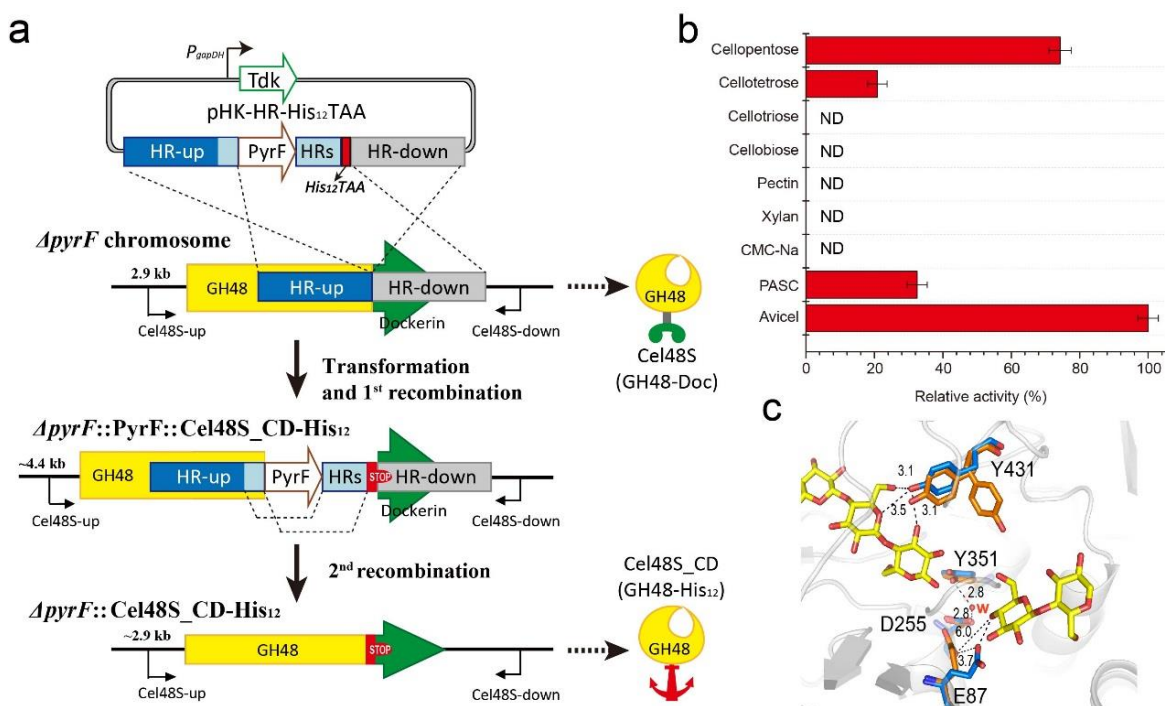 a
P_gapDH
Tdk
pHK-HR-His₁₂TAA
HR-up
PyrF
HRs
HR-down
His₁₂TAA
ΔpyrF chromosome
2.9 kb
GH48
HR-up
HR-down
Dockerin
Cel48S-up
Cel48S-down
GH48
Cel48S
(GH48-Doc)
Transformation
and 1st recombination
ΔpyrF::PyrF::Cel48S_CD-His₁₂
~4.4 kb
GH48
HR-up
PyrF
HRs
STOP
HR-down
Dockerin
Cel48S-up
Cel48S-down
2nd recombination
ΔpyrF::Cel48S_CD-His₁₂
~2.9 kb
GH48
STOP
Cel48S-up
Cel48S-down
Cel48S_CD
(GH48-His₁₂)
GH48
b
Cellopentose
Cellotetrose
Cellotriose ND
Cellobiose ND
Pectin ND
Xylan ND
CMC-Na ND
PASC
Avicel
0 20 40 60 80 100
Relative activity (%)
c
3.1
Y431
3.5
3.1
Y351
2.8
w
2.8
D255
6.0
3.7
E87